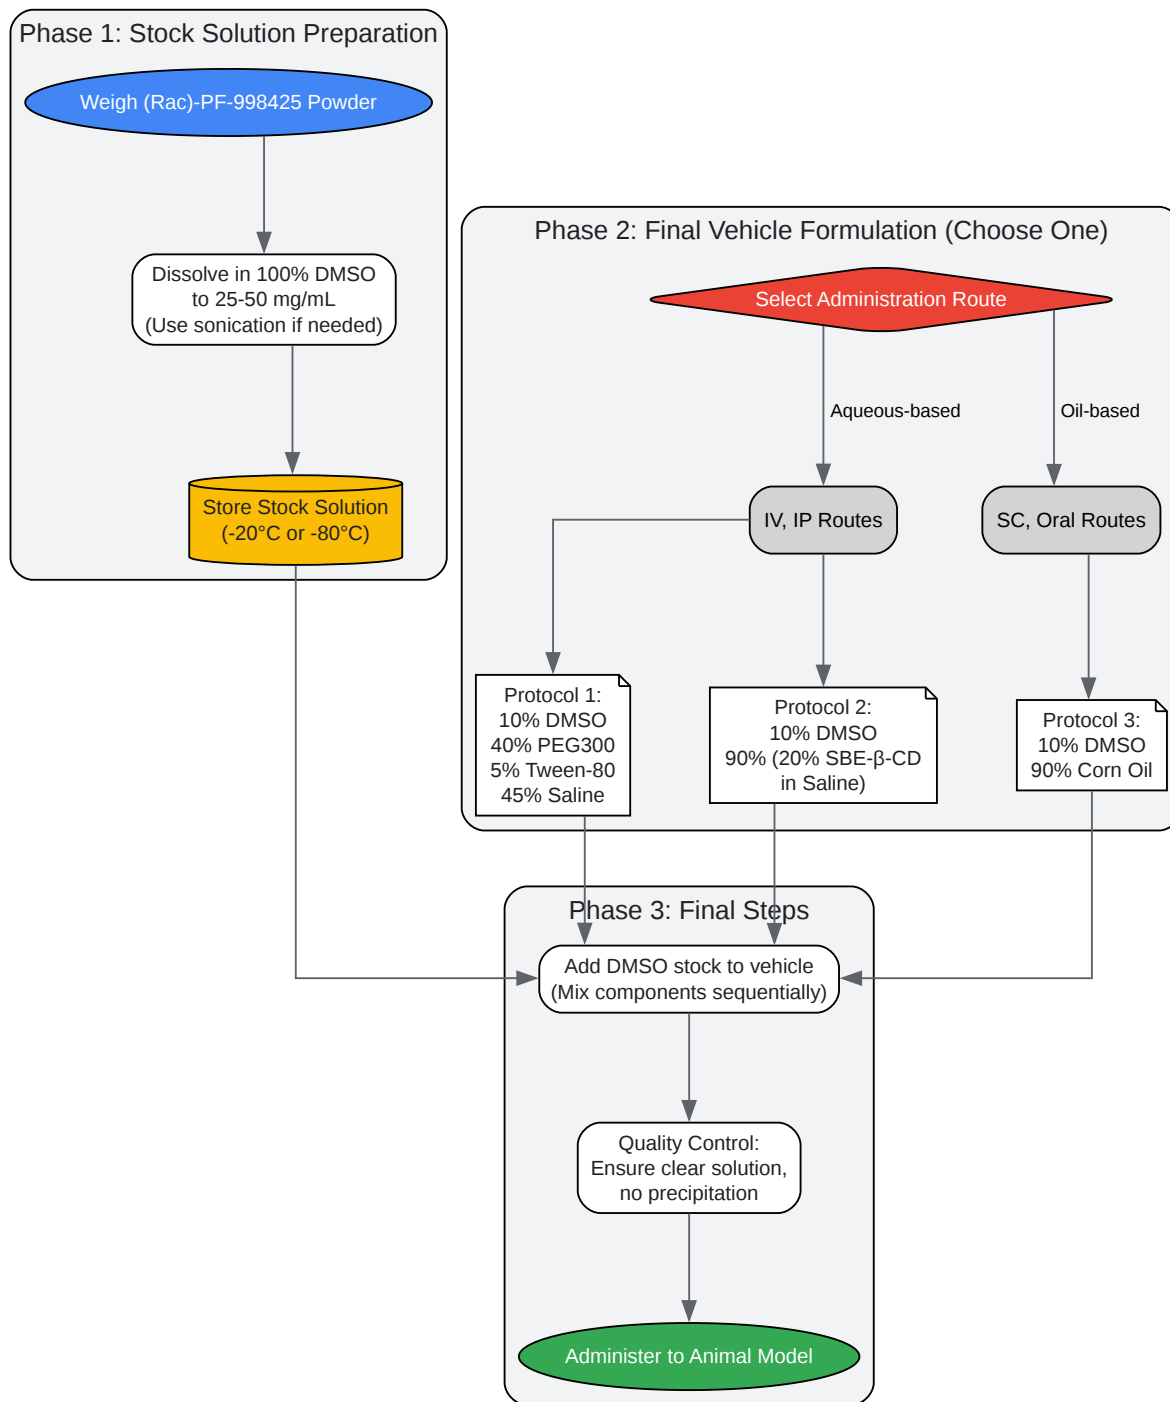 Phase 1: Stock Solution Preparation
Weigh (Rac)-PF-998425 Powder
Dissolve in 100% DMSO
to 25-50 mg/mL
(Use sonication if needed)
Store Stock Solution
(-20°C or -80°C)
Phase 2: Final Vehicle Formulation (Choose One)
Select Administration Route
Aqueous-based
Oil-based
IV, IP Routes
SC, Oral Routes
Protocol 1:
10% DMSO
40% PEG300
5% Tween-80
45% Saline
Protocol 2:
10% DMSO
90% (20% SBE-β-CD
in Saline)
Protocol 3:
10% DMSO
90% Corn Oil
Phase 3: Final Steps
Add DMSO stock to vehicle
(Mix components sequentially)
Quality Control:
Ensure clear solution,
no precipitation
Administer to Animal Model